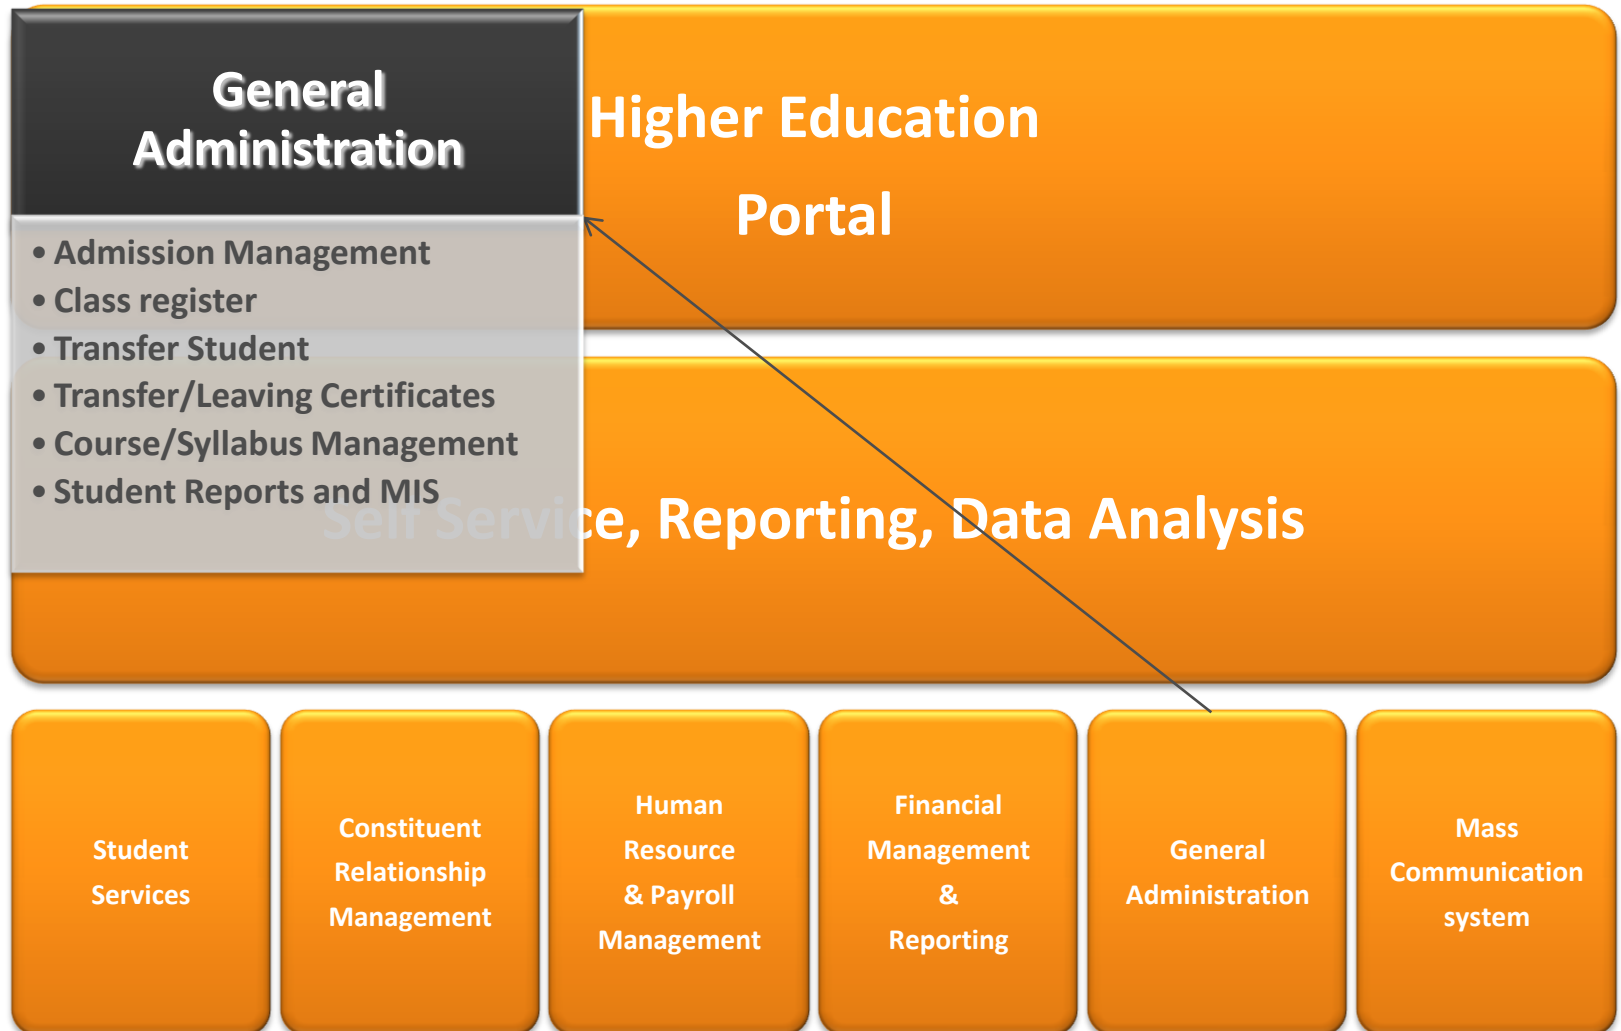 General
Administration
• Admission Management
• Class register
• Transfer Student
• Transfer/Leaving Certificates
• Course/Syllabus Management
• Student Reports and MIS
Higher Education
Portal
Self Service, Reporting, Data Analysis
Student
Services
Constituent
Relationship
Management
Human
Resource
& Payroll
Management
Financial
Management
&
Reporting
General
Administration
Mass
Communication
system